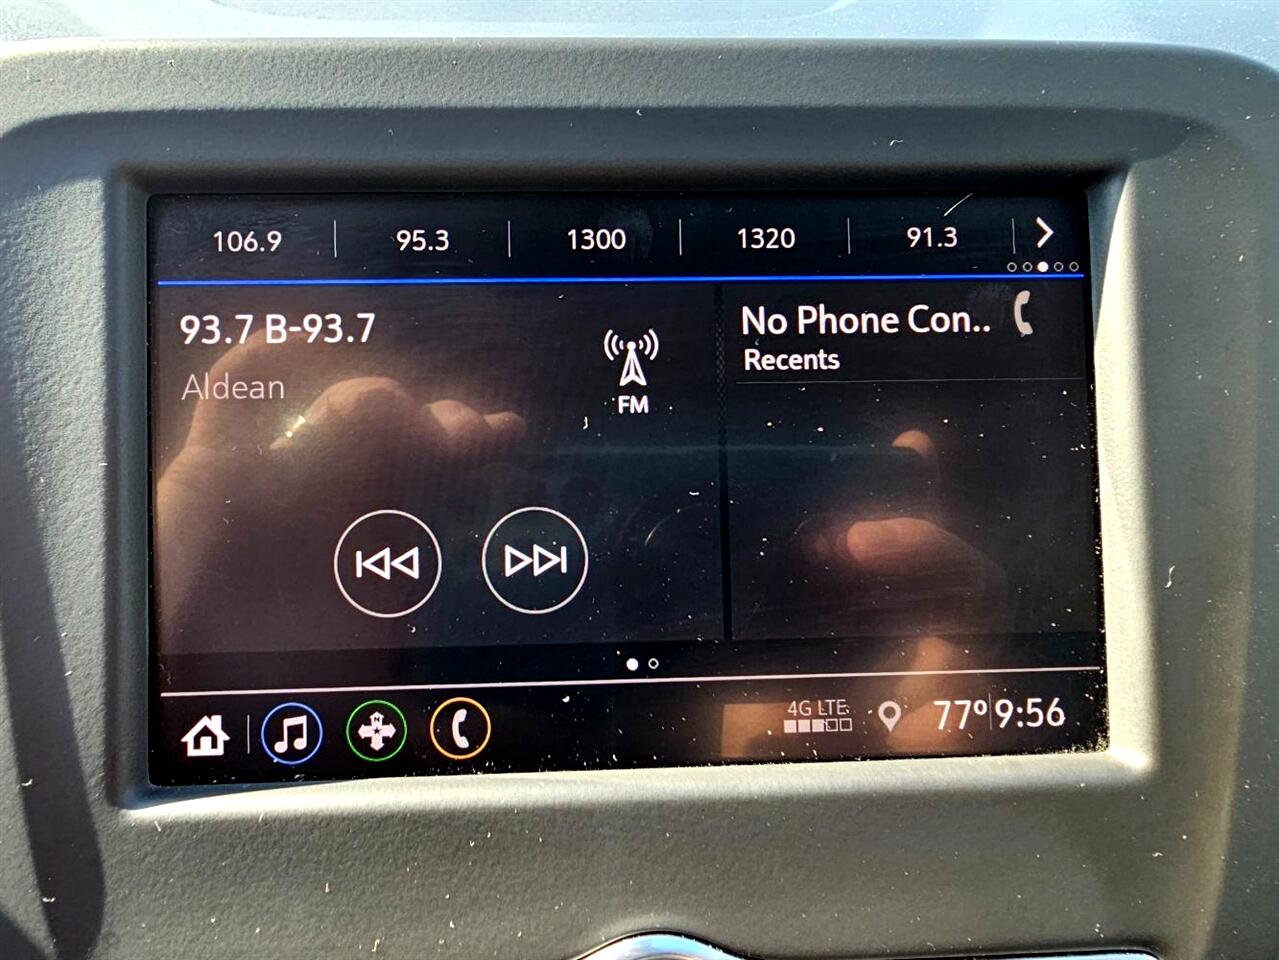 106.9 95.3 1300 1320 91.3
93.7 B-93.7
Aldean
FM
No Phone Con..
Recents
N
4G LTE 77° 9:56